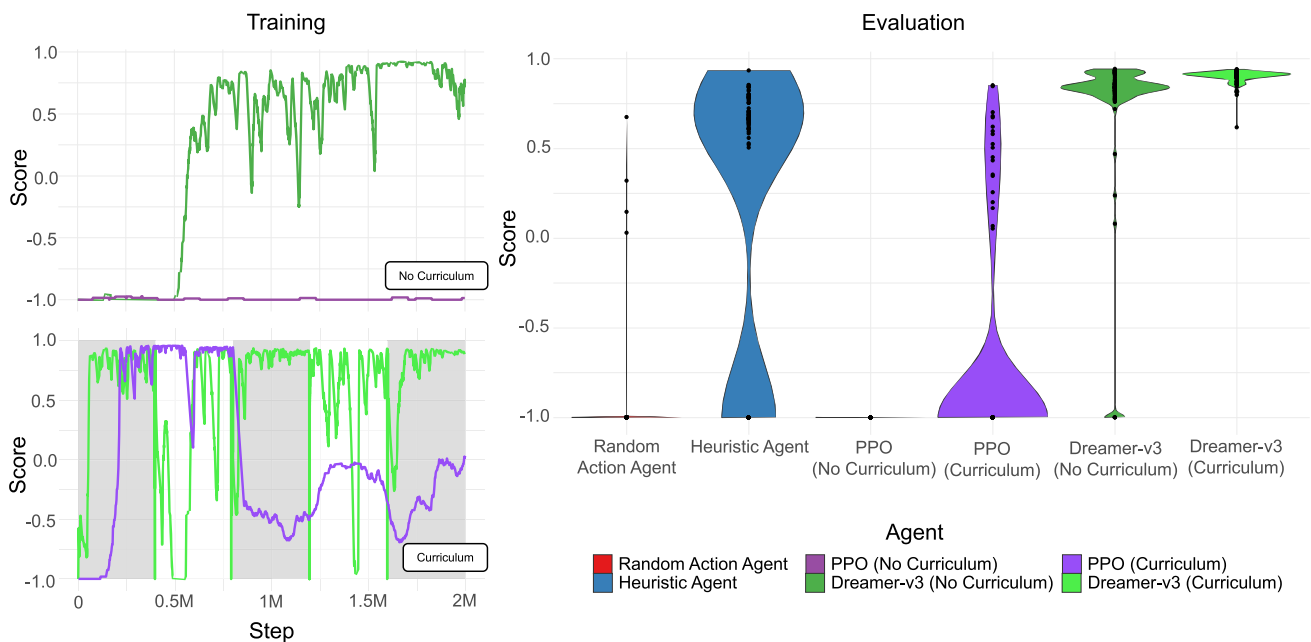 Training
Score
1.0
0.5
0.0
-0.5
-1.0
No Curriculum
Score
1.0
0.5
0.0
-0.5
-1.0
Curriculum
0
0.5M
1M
1.5M
2M
Step
Evaluation
Score
1.0
0.5
0.0
-0.5
-1.0
Random
Action Agent
Heuristic Agent
PPO
(No Curriculum)
PPO
(Curriculum)
Dreamer-v3
(No Curriculum)
Dreamer-v3
(Curriculum)
Agent
Random Action Agent
Heuristic Agent
PPO (No Curriculum)
Dreamer-v3 (No Curriculum)
PPO (Curriculum)
Dreamer-v3 (Curriculum)